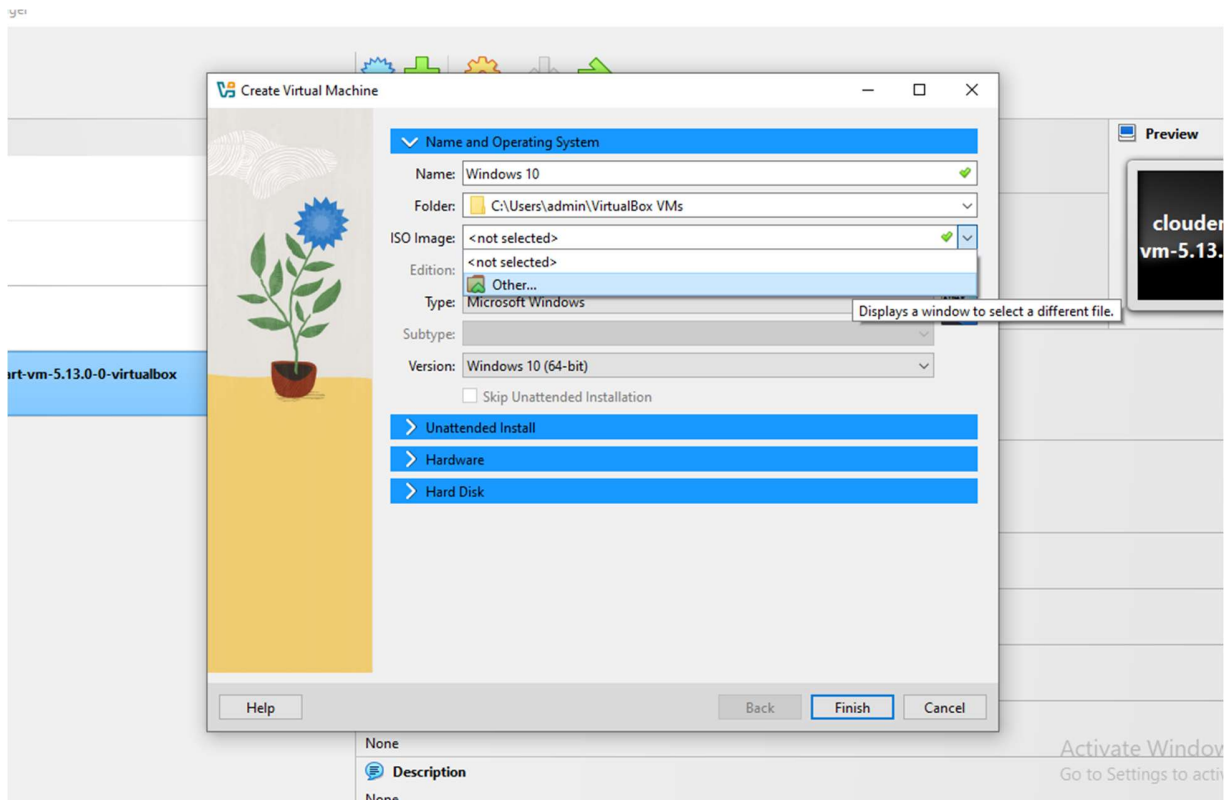 Create Virtual Machine
Preview
Name and Operating System
Name: Windows 10
Folder: C:\Users\admin\VirtualBox VMs
ISO Image: <not selected>
<not selected>
Edition:
Other...
Type: Microsoft Windows
Displays a window to select a different file.
Subtype:
Version: Windows 10 (64-bit)
Skip Unattended Installation
Unattended Install
Hardware
Hard Disk
clouder
vm-5.13.
art-vm-5.13.0-0-virtualbox
Help
Back
Finish
Cancel
None
Description
None
Activate Window
Go to Settings to activ